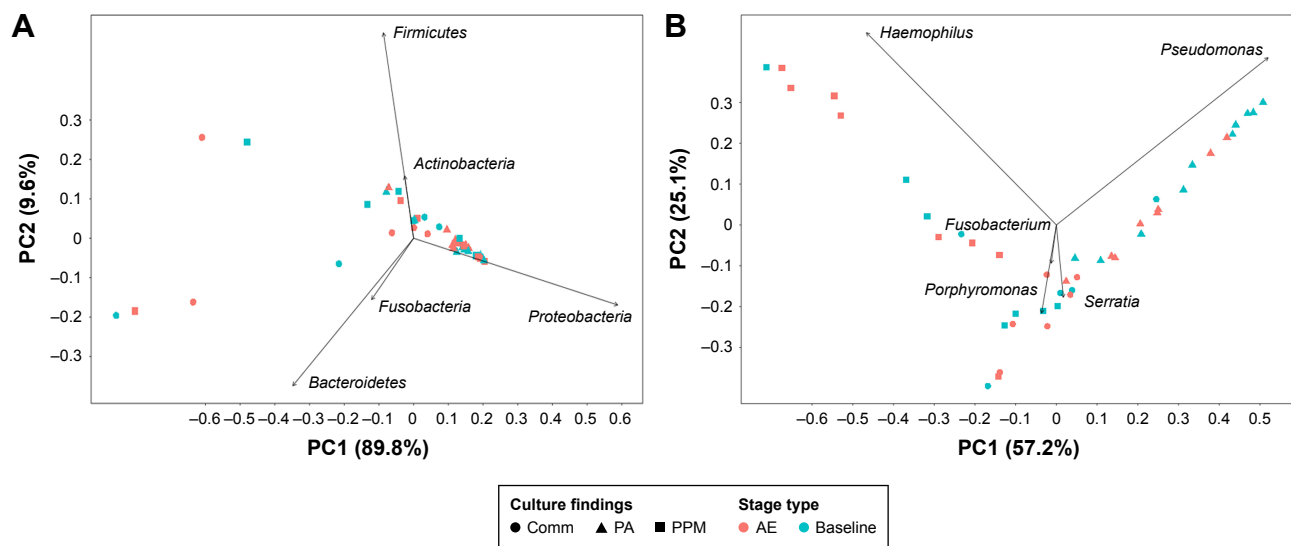 A
Firmicutes
Actinobacteria
Fusobacteria
Proteobacteria
Bacteroidetes
PC2 (9.6%)
0.3
0.2
0.1
0
–0.1
–0.2
–0.3
–0.6 –0.5 –0.4 –0.3 –0.2 –0.1 0 0.1 0.2 0.3 0.4 0.5 0.6
PC1 (89.8%)
B
Haemophilus
Pseudomonas
Fusobacterium
Porphyromonas
Serratia
PC2 (25.1%)
0.3
0.2
0.1
0
–0.1
–0.2
–0.3
–0.6 –0.5 –0.4 –0.3 –0.2 –0.1 0 0.1 0.2 0.3 0.4 0.5
PC1 (57.2%)
Culture findings Stage type
Comm PA PPM AE Baseline